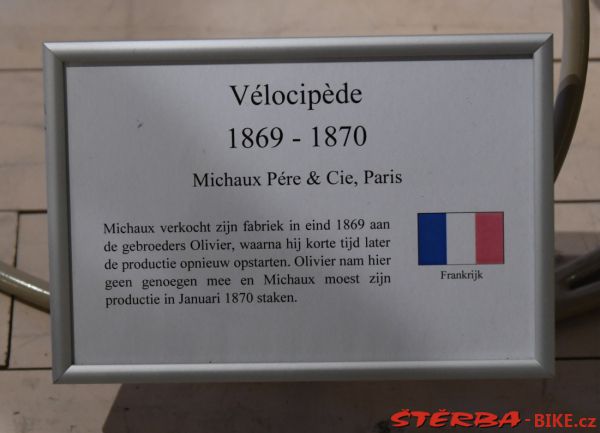 Vélocipède
1869 - 1870
Michaux Pére & Cie, Paris
Michaux verkocht zijn fabriek in eind 1869 aan
de gebroeders Olivier, waarna hij korte tijd later
de productie opnieuw opstarten. Olivier nam hier
geen genoegen mee en Michaux moest zijn
productie in Januari 1870 staken.
Frankrijk
ŠTĚRBA-BIKE.cz